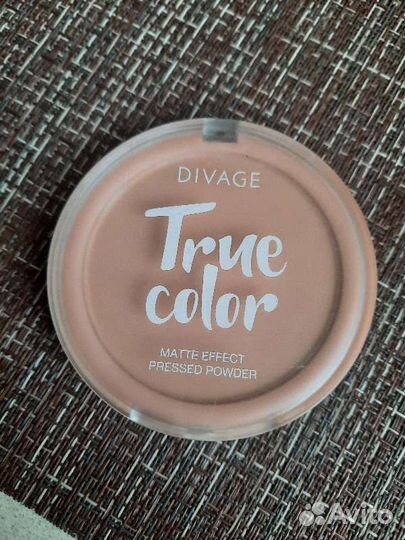 DIVAGE
True
color
MATTE EFFECT
PRESSED POWDER
Avito